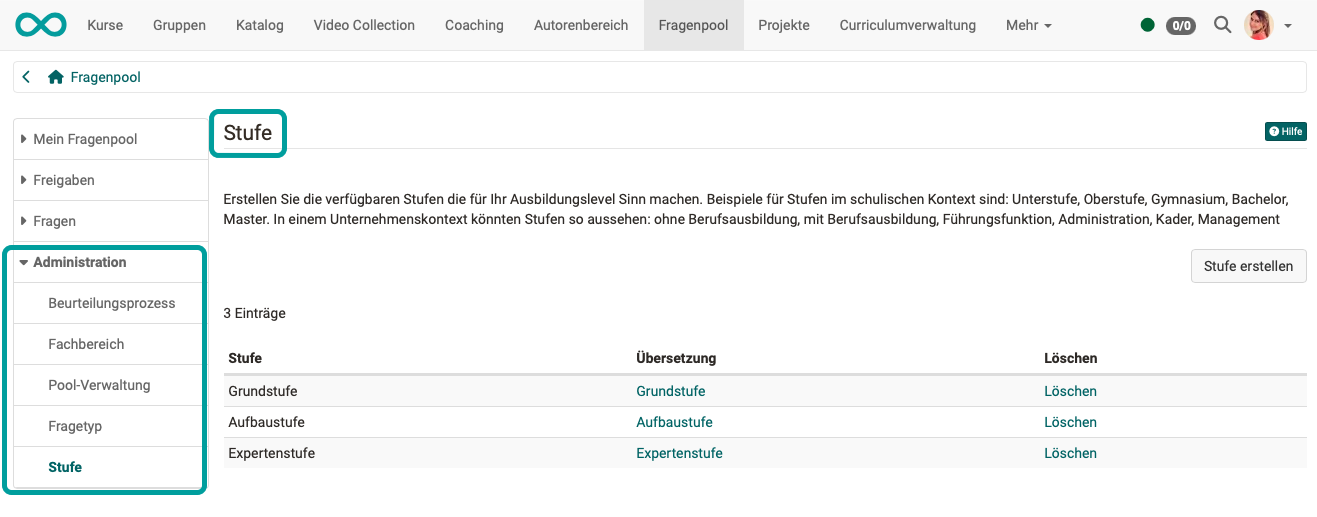 Kurse Gruppen Katalog Video Collection Coaching Autorenbereich Fragenpool Projekte Curriculumverwaltung Mehr 0/0
Fragenpool
Mein Fragenpool
Freigaben
Fragen
Administration
Beurteilungsprozess
Fachbereich
Pool-Verwaltung
Fragetyp
Stufe
Stufe
Hilfe
Erstellen Sie die verfügbaren Stufen die für Ihr Ausbildungslevel Sinn machen. Beispiele für Stufen im schulischen Kontext sind: Unterstufe, Oberstufe, Gymnasium, Bachelor,
Master. In einem Unternehmenskontext könnten Stufen so aussehen: ohne Berufsausbildung, mit Berufsausbildung, Führungsfunktion, Administration, Kader, Management
Stufe erstellen
3 Einträge
Stufe Übersetzung Löschen
Grundstufe Grundstufe Löschen
Aufbaustufe Aufbaustufe Löschen
Expertenstufe Expertenstufe Löschen